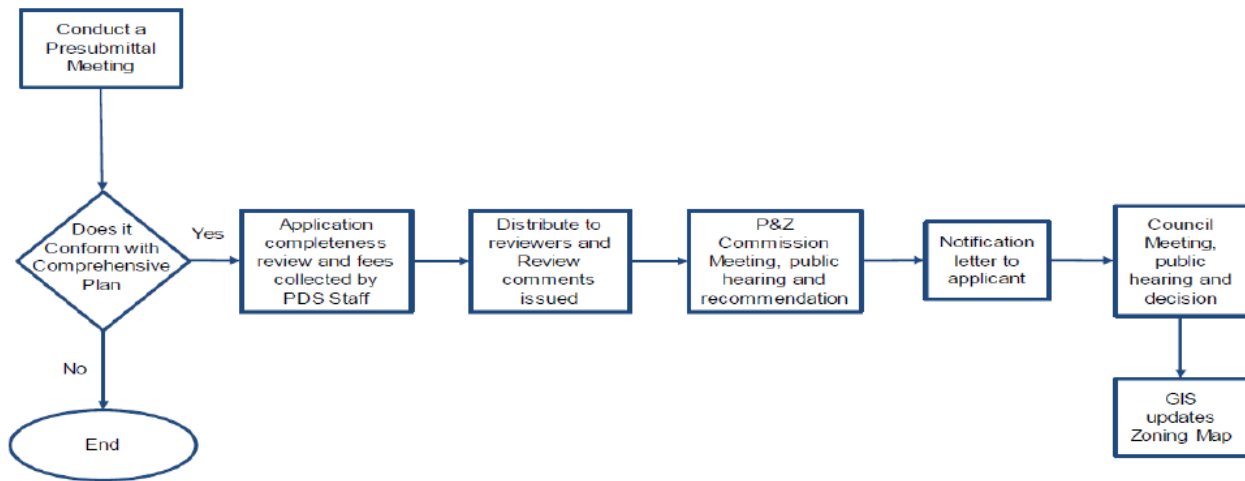 Conduct a
Presubmittal
Meeting
Does it
Conform with
Comprehensive
Plan
Yes
No
End
Application
completeness
review and fees
collected by
PDS Staff
Distribute to
reviewers and
Review
comments
issued
P&Z
Commission
Meeting, public
hearing and
recommendation
Notification
letter to
applicant
Council
Meeting,
public
hearing and
decision
GIS
updates
Zoning Map